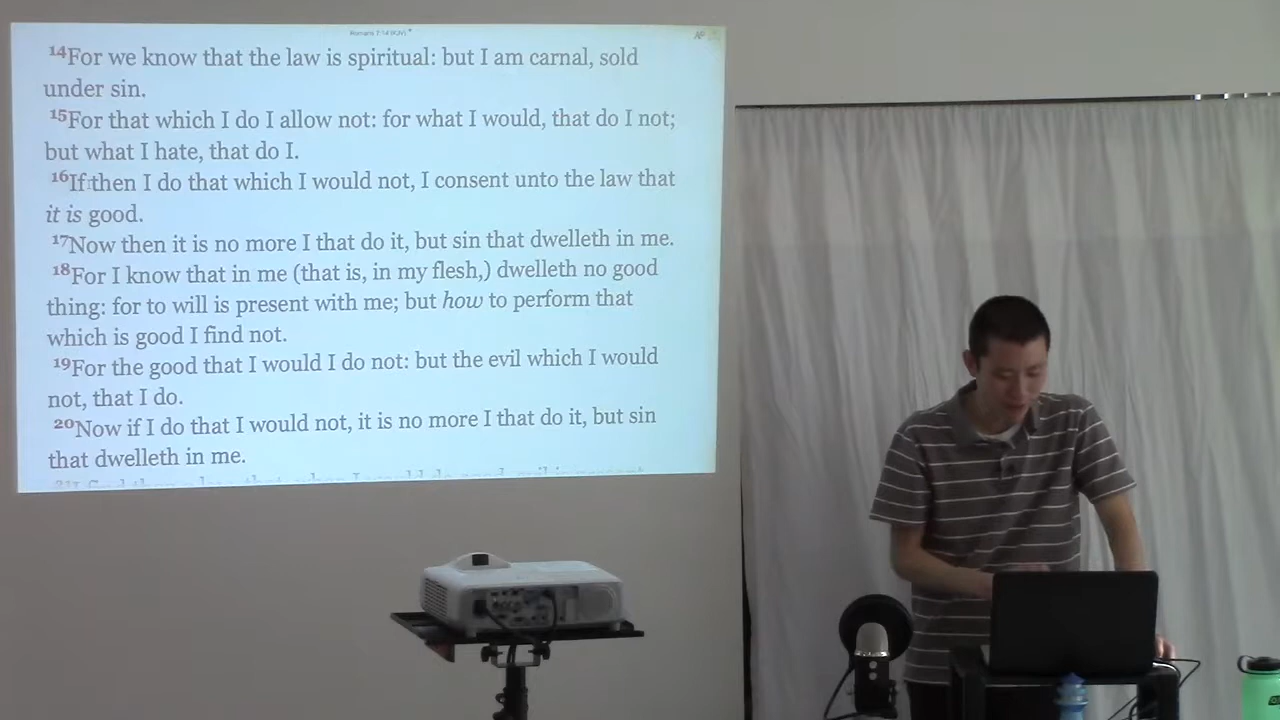 Romans 7:14 (KJV)
¹⁴For we know that the law is spiritual: but I am carnal, sold
under sin.
¹⁵For that which I do I allow not: for what I would, that do I not;
but what I hate, that do I.
¹⁶If then I do that which I would not, I consent unto the law that
it is good.
¹⁷Now then it is no more I that do it, but sin that dwelleth in me.
¹⁸For I know that in me (that is, in my flesh,) dwelleth no good
thing: for to will is present with me; but how to perform that
which is good I find not.
¹⁹For the good that I would I do not: but the evil which I would
not, that I do.
²⁰Now if I do that I would not, it is no more I that do it, but sin
that dwelleth in me.